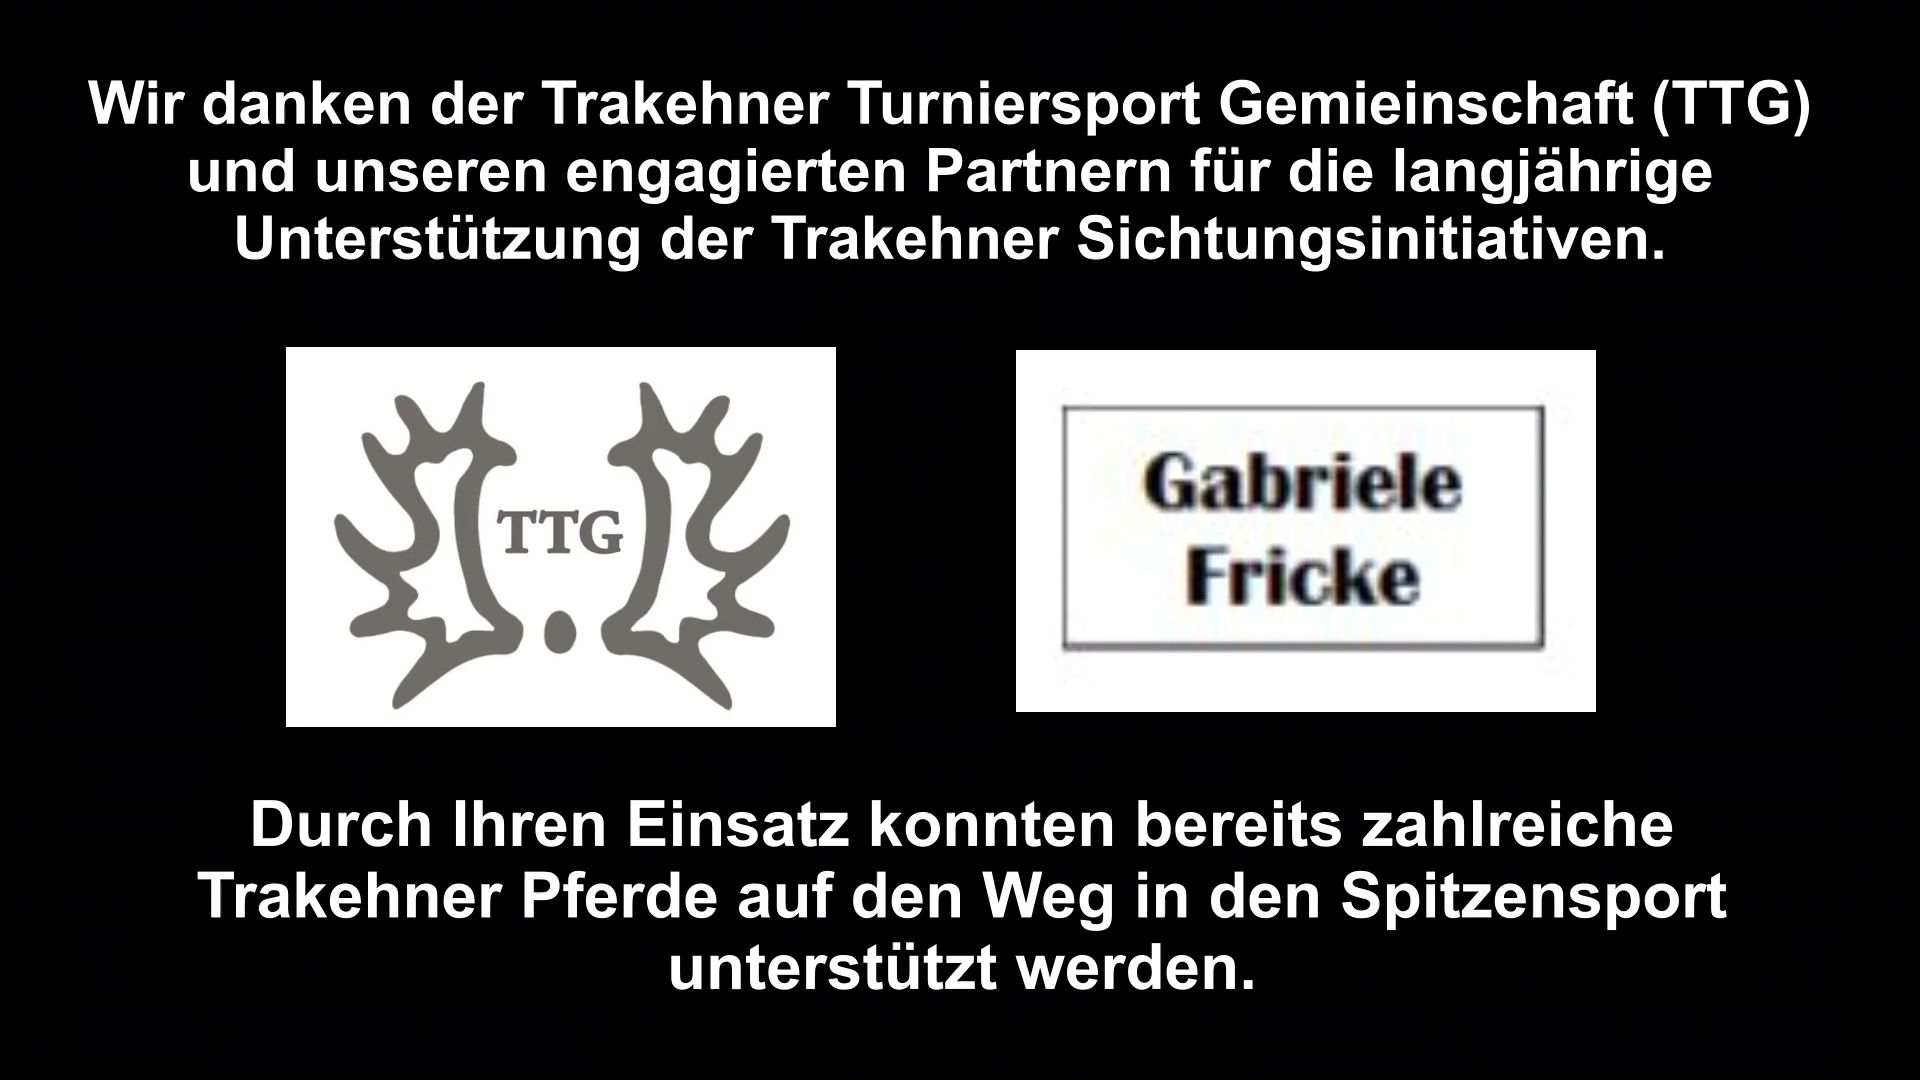 Wir danken der Trakehner Turniersport Gemieinschaft (TTG)
und unseren engagierten Partnern für die langjährige
Unterstützung der Trakehner Sichtungsinitiativen.
TTG
Gabriele
Fricke
Durch Ihren Einsatz konnten bereits zahlreiche
Trakehner Pferde auf den Weg in den Spitzensport
unterstützt werden.